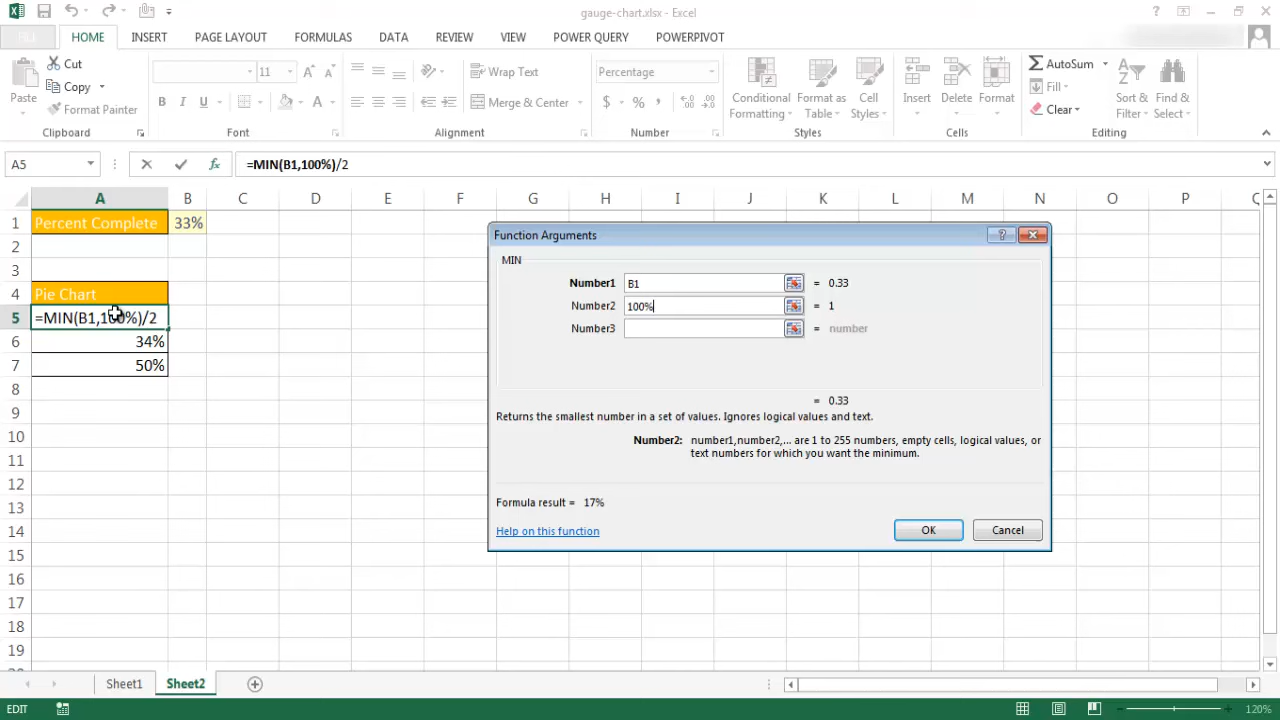 gauge-chart.xlsx - Excel
HOME INSERT PAGE LAYOUT FORMULAS DATA REVIEW VIEW POWER QUERY POWERPIVOT
Paste
Cut
Copy
Format Painter
Clipboard
11
B I U
Font
Wrap Text
Merge & Center
Alignment
Percentage
$ % ,
Number
Conditional Formatting
Format as Table
Cell Styles
Styles
Insert Delete Format
Cells
AutoSum
Fill
Clear
Sort & Filter
Find & Select
Editing
A5 fx =MIN(B1,100%)/2
A B C D E F G H I J K L M N O P
1 Percent Complete 33%
2
3
4 Pie Chart
5 =MIN(B1,100%)/2
6 34%
7 50%
8
9
10
11
12
13
14
15
16
17
18
19
Function Arguments
MIN
Number1 B1 = 0.33
Number2 100% = 1
Number3 = number
= 0.33
Returns the smallest number in a set of values. Ignores logical values and text.
Number2: number1,number2,... are 1 to 255 numbers, empty cells, logical values, or
text numbers for which you want the minimum.
Formula result = 17%
Help on this function
OK Cancel
Sheet1 Sheet2
EDIT 120%